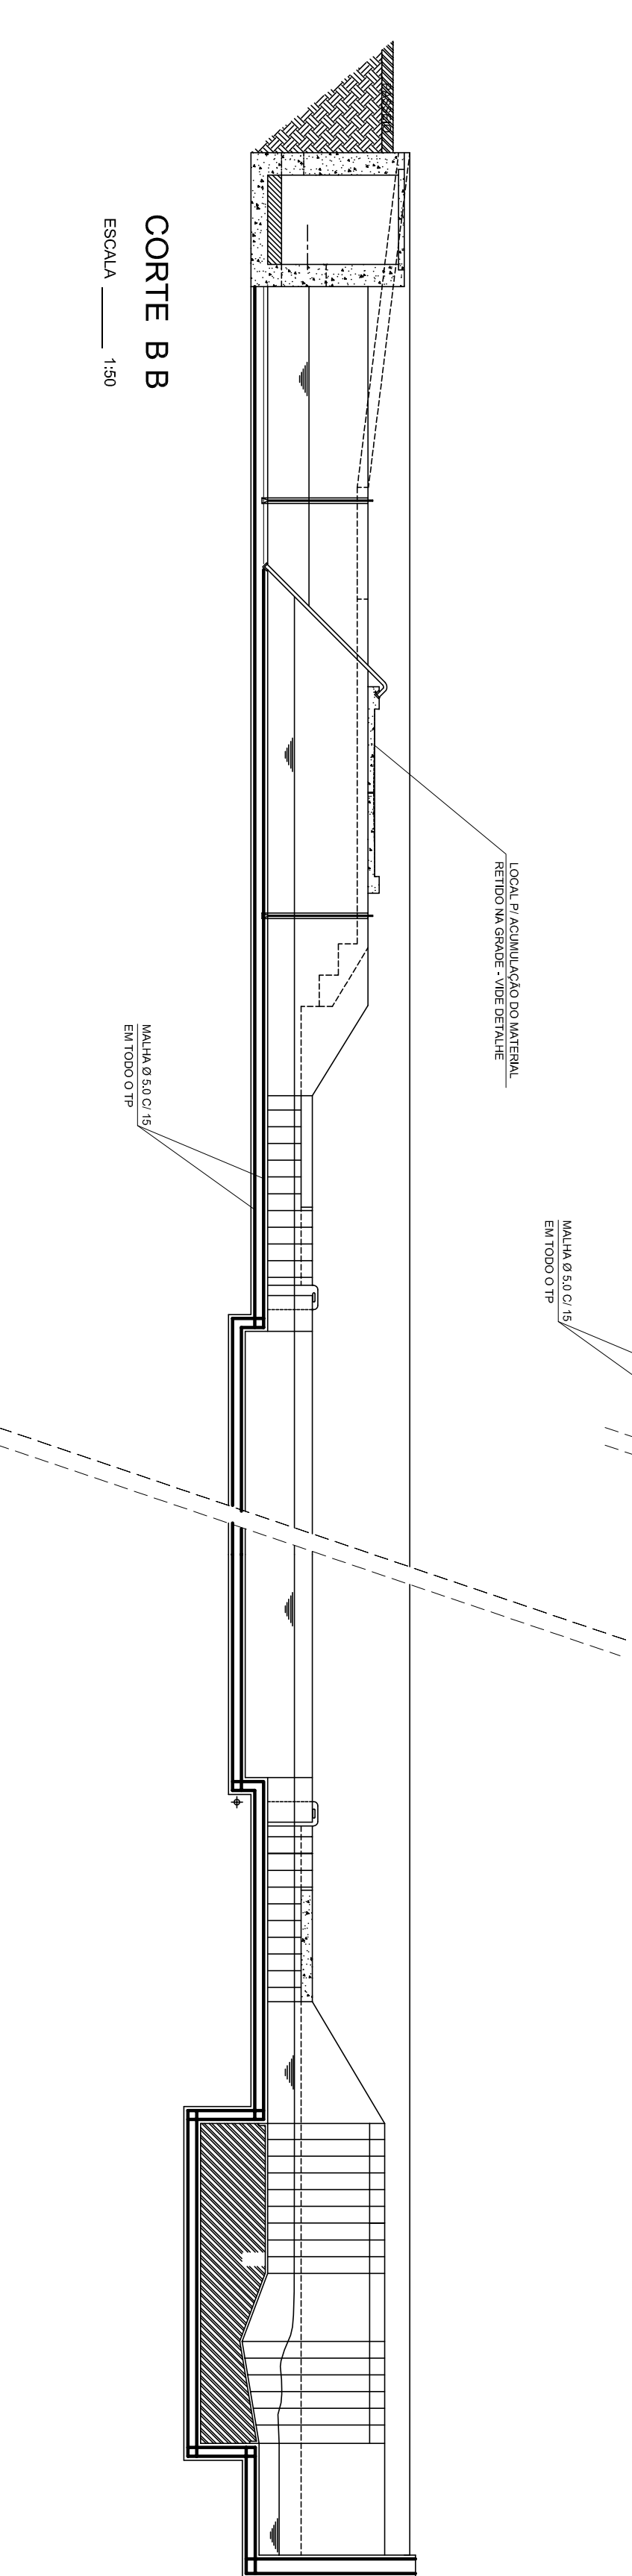 CORTE B B
ESCALA 1:50
LOCAL P/ ACUMULAÇÃO DO MATERIAL
RETIDO NA GRADE - VIDE DETALHE
MALHA Ø 5.0 C/ 15
EM TODO O TP
MALHA Ø 5.0 C/ 15
EM TODO O TP